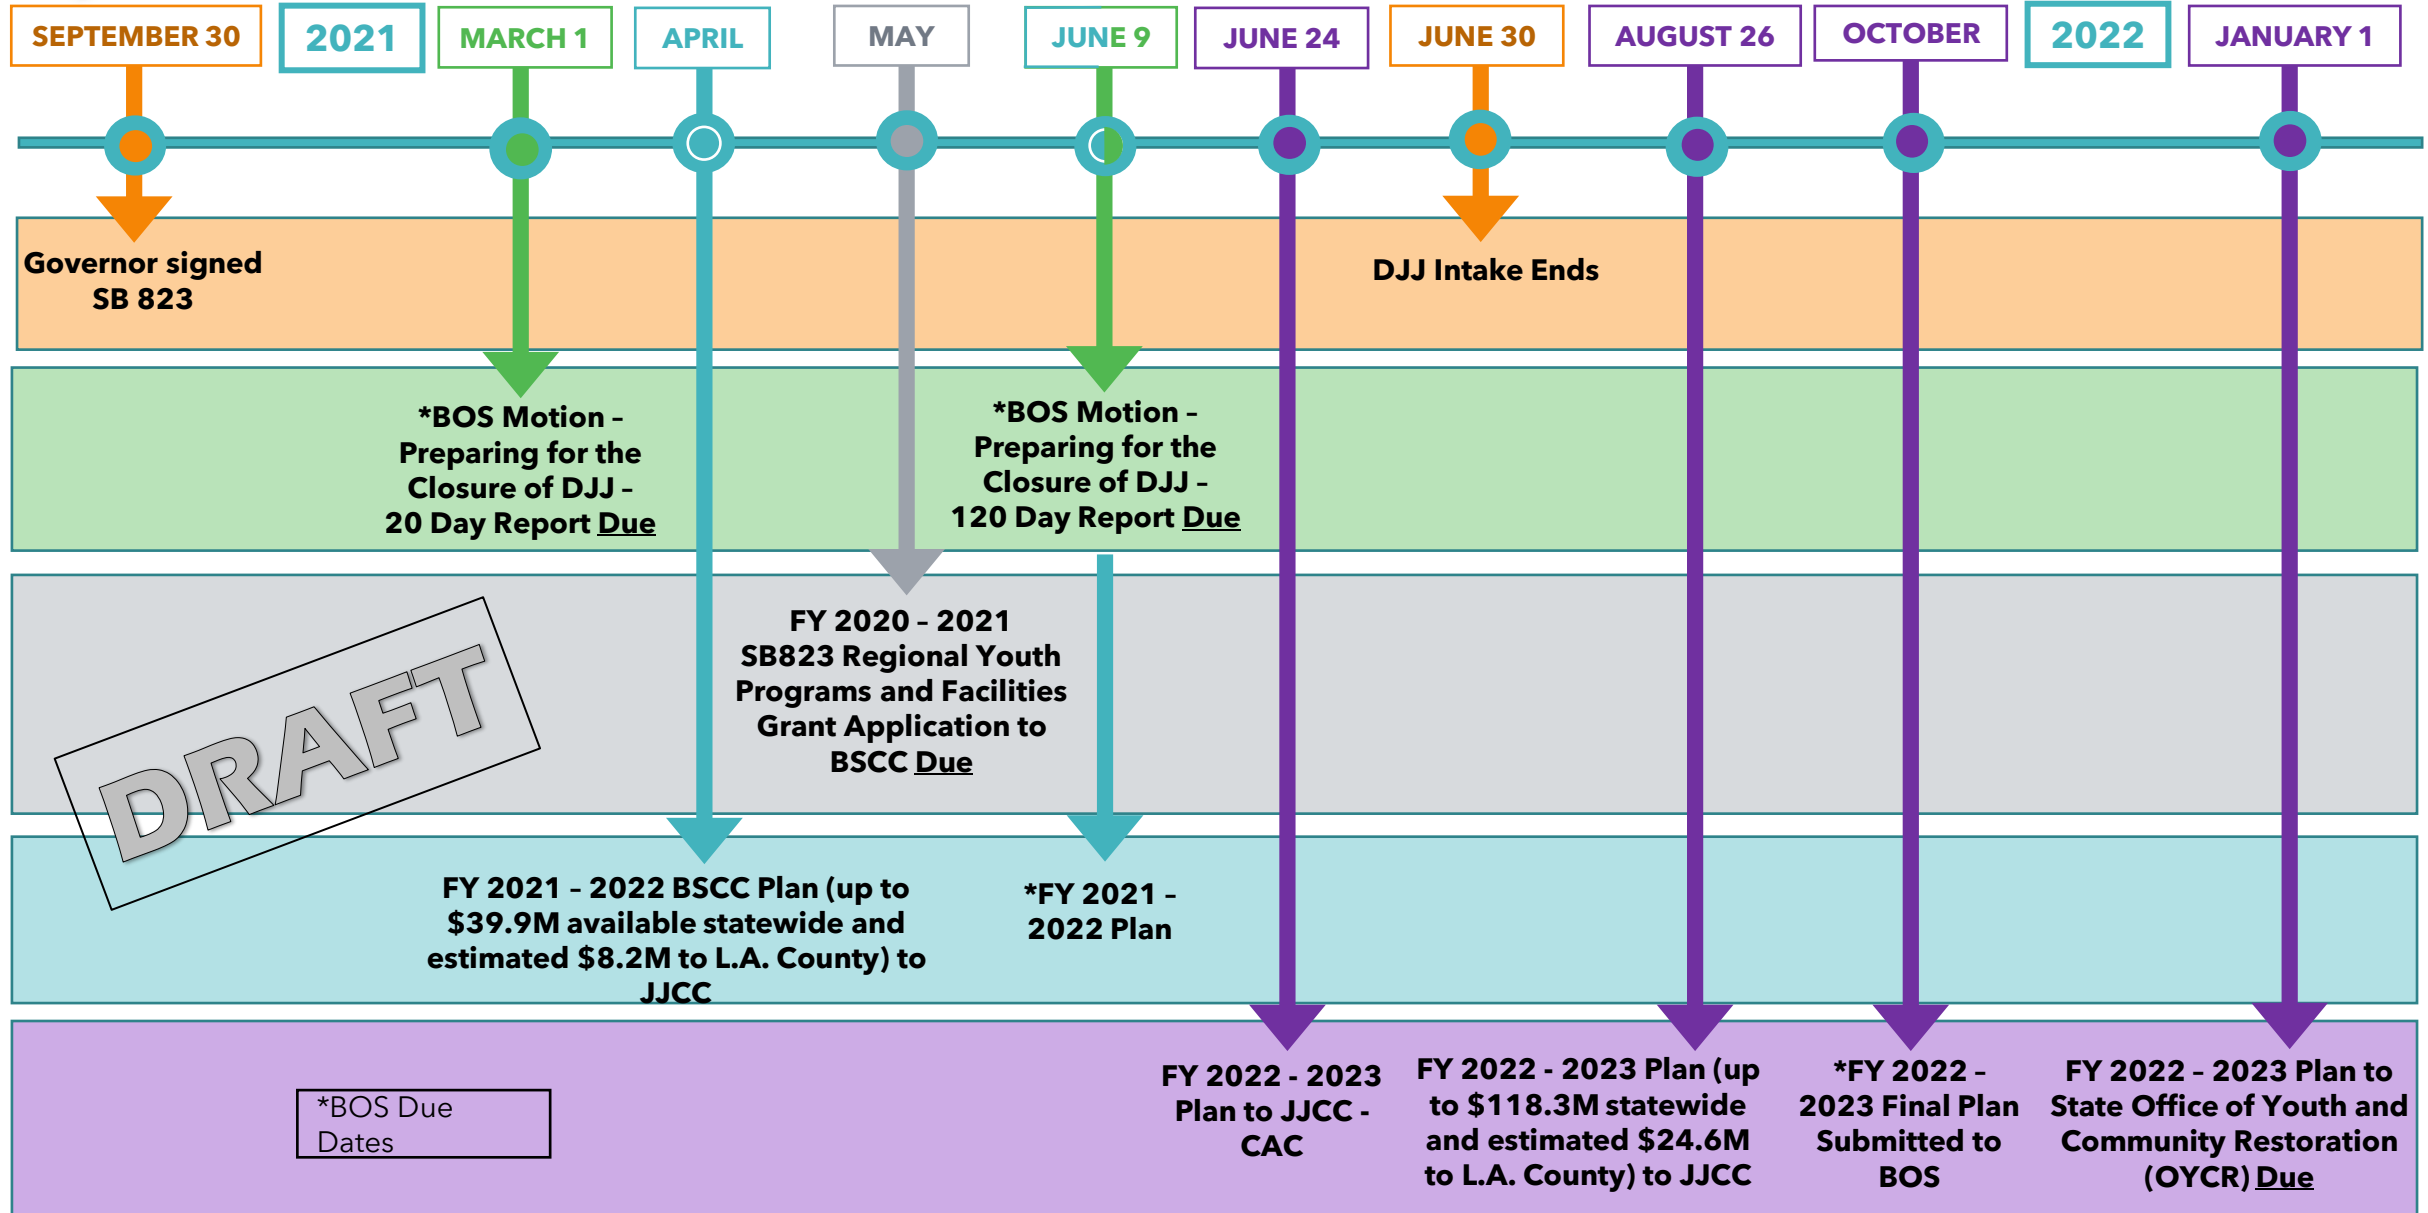 SEPTEMBER 30
2021
MARCH 1
APRIL
MAY
JUNE 9
JUNE 24
JUNE 30
AUGUST 26
OCTOBER
2022
JANUARY 1
Governor signed
SB 823
DJJ Intake Ends
*BOS Motion –
Preparing for the
Closure of DJJ –
20 Day Report Due
*BOS Motion –
Preparing for the
Closure of DJJ –
120 Day Report Due
FY 2020 – 2021
SB823 Regional Youth
Programs and Facilities
Grant Application to
BSCC Due
DRAFT
FY 2021 – 2022 BSCC Plan (up to
$39.9M available statewide and
estimated $8.2M to L.A. County) to
JJCC
*FY 2021 –
2022 Plan
*BOS Due
Dates
FY 2022 - 2023
Plan to JJCC -
CAC
FY 2022 - 2023 Plan (up
to $118.3M statewide
and estimated $24.6M
to L.A. County) to JJCC
*FY 2022 –
2023 Final Plan
Submitted to
BOS
FY 2022 – 2023 Plan to
State Office of Youth and
Community Restoration
(OYCR) Due